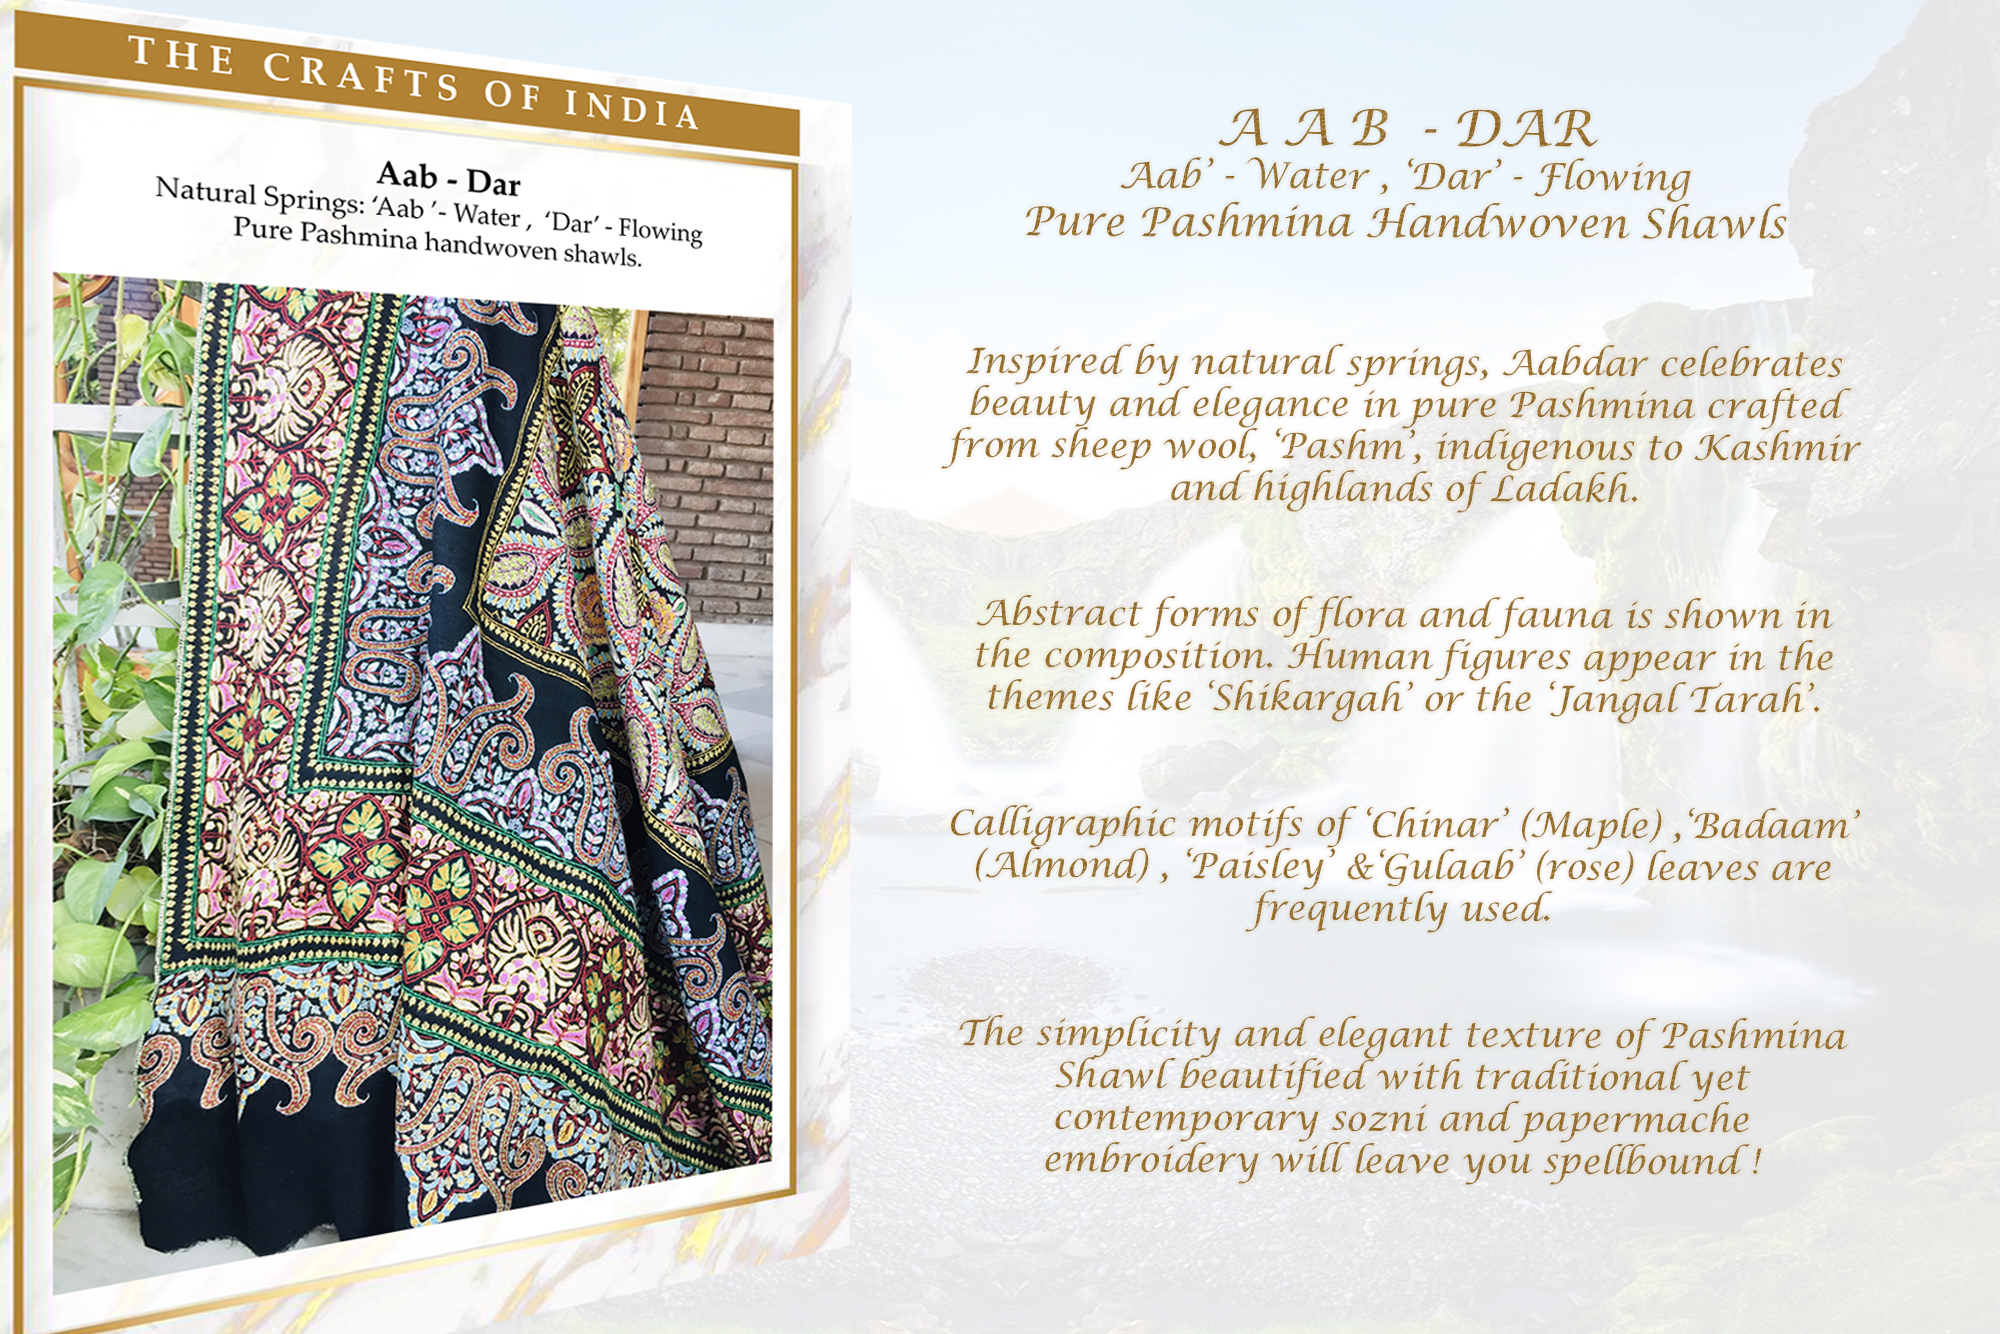 THE CRAFTS OF INDIA
Aab - Dar
Natural Springs: ‘Aab ’- Water , ‘Dar’ - Flowing
Pure Pashmina handwoven shawls.
A A B - DAR
Aab’ - Water , ‘Dar’ - Flowing
Pure Pashmina Handwoven Shawls
Inspired by natural springs, Aabdar celebrates
beauty and elegance in pure Pashmina crafted
from sheep wool, ‘Pashm’, indigenous to Kashmir
and highlands of Ladakh.
Abstract forms of flora and fauna is shown in
the composition. Human figures appear in the
themes like ‘Shikargah’ or the ‘Jangal Tarah’.
Calligraphic motifs of ‘Chinar’ (Maple) ,‘Badaam’
(Almond) , ‘Paisley’ &‘Gulaab’ (rose) leaves are
frequently used.
The simplicity and elegant texture of Pashmina
Shawl beautified with traditional yet
contemporary sozni and papermache
embroidery will leave you spellbound !